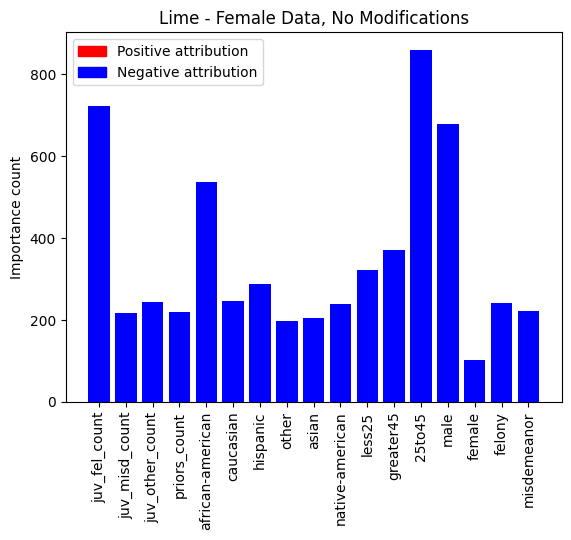 Lime - Female Data, No Modifications
Positive attribution
Negative attribution
Importance count
800
600
400
200
0
juv_fel_count
juv_misd_count
juv_other_count
priors_count
african-american
caucasian
hispanic
other
asian
native-american
less25
greater45
25to45
male
female
felony
misdemeanor